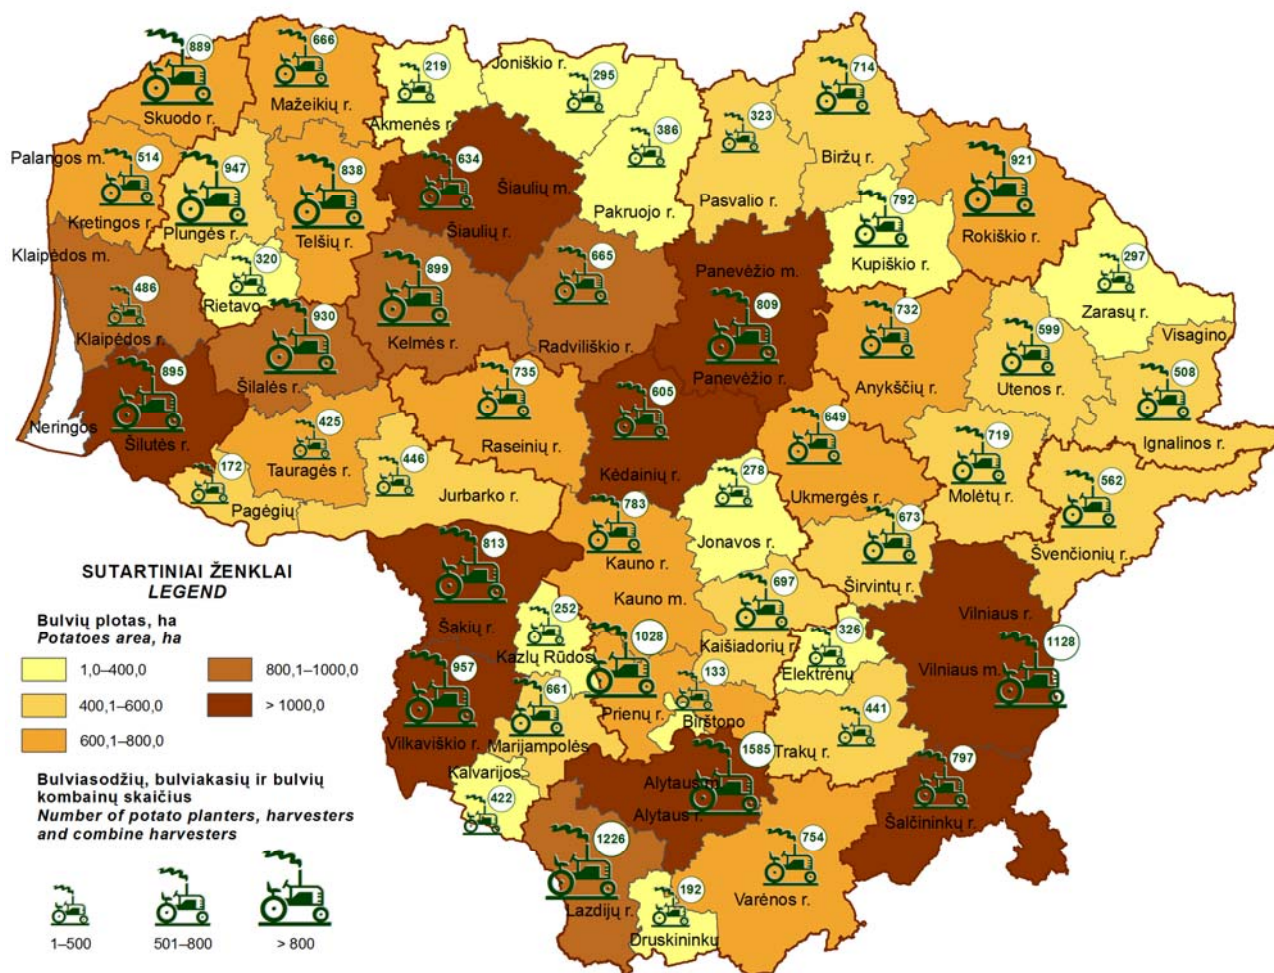 889
666
219
Joniškio r.
295
714
Skuodo r.
Mažeikių r.
Akmenės r.
386
323
Biržų r.
Palangos m.
514
947
838
634
Šiaulių m.
Pakruojo r.
Pasvalio r.
792
921
Kretingos r.
Plungės r.
Telšių r.
Šiaulių r.
Kupiškio r.
Rokiškio r.
Klaipėdos m.
320
899
665
Panevėžio m.
297
486
Rietavo
930
809
732
Zarasų r.
Klaipėdos r.
Kelmės r.
Radviliškio r.
599
Visagino
895
Šilalės r.
735
605
Panevėžio r.
Anykščių r.
Utenos r.
508
Neringos
Šilutės r.
425
Raseinių r.
649
719
Ignalinos r.
172
Tauragės r.
446
Kėdainių r.
278
Ukmergės r.
Molėtų r.
562
Pagėgių
Jurbarko r.
783
673
813
Jonavos r.
Švenčionių r.
Kauno r.
Širvintų r.
SUTARTINIAI ŽENKLAI
LEGEND
Kauno m.
697
Vilniaus r.
Bulvių plotas, ha
Potatoes area, ha
Šakių r.
252
1028
Kaišiadorių r.
326
1128
1,0–400,0
800,1–1000,0
Kazlų Rūdos
133
Elektrėnų
Vilniaus m.
400,1–600,0
> 1000,0
957
661
Prienų r.
Birštono
441
600,1–800,0
Vilkaviškio r.
Marijampolės
1585
Trakų r.
797
Bulviasodžių, bulviakasių ir bulvių
kombainų skaičius
Number of potato planters, harvesters
and combine harvesters
Kalvarijos
422
Alytaus m.
Alytaus r.
Šalčininkų r.
1226
754
Lazdijų r.
192
Varėnos r.
Druskininkų
1–500
501–800
> 800